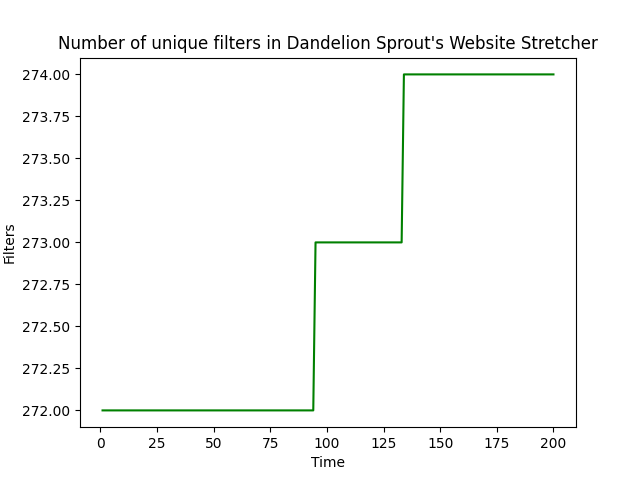 Number of unique filters in Dandelion Sprout's Website Stretcher
274.00
273.75
273.50
273.25
273.00
272.75
272.50
272.25
272.00
Filters
0 25 50 75 100 125 150 175 200
Time